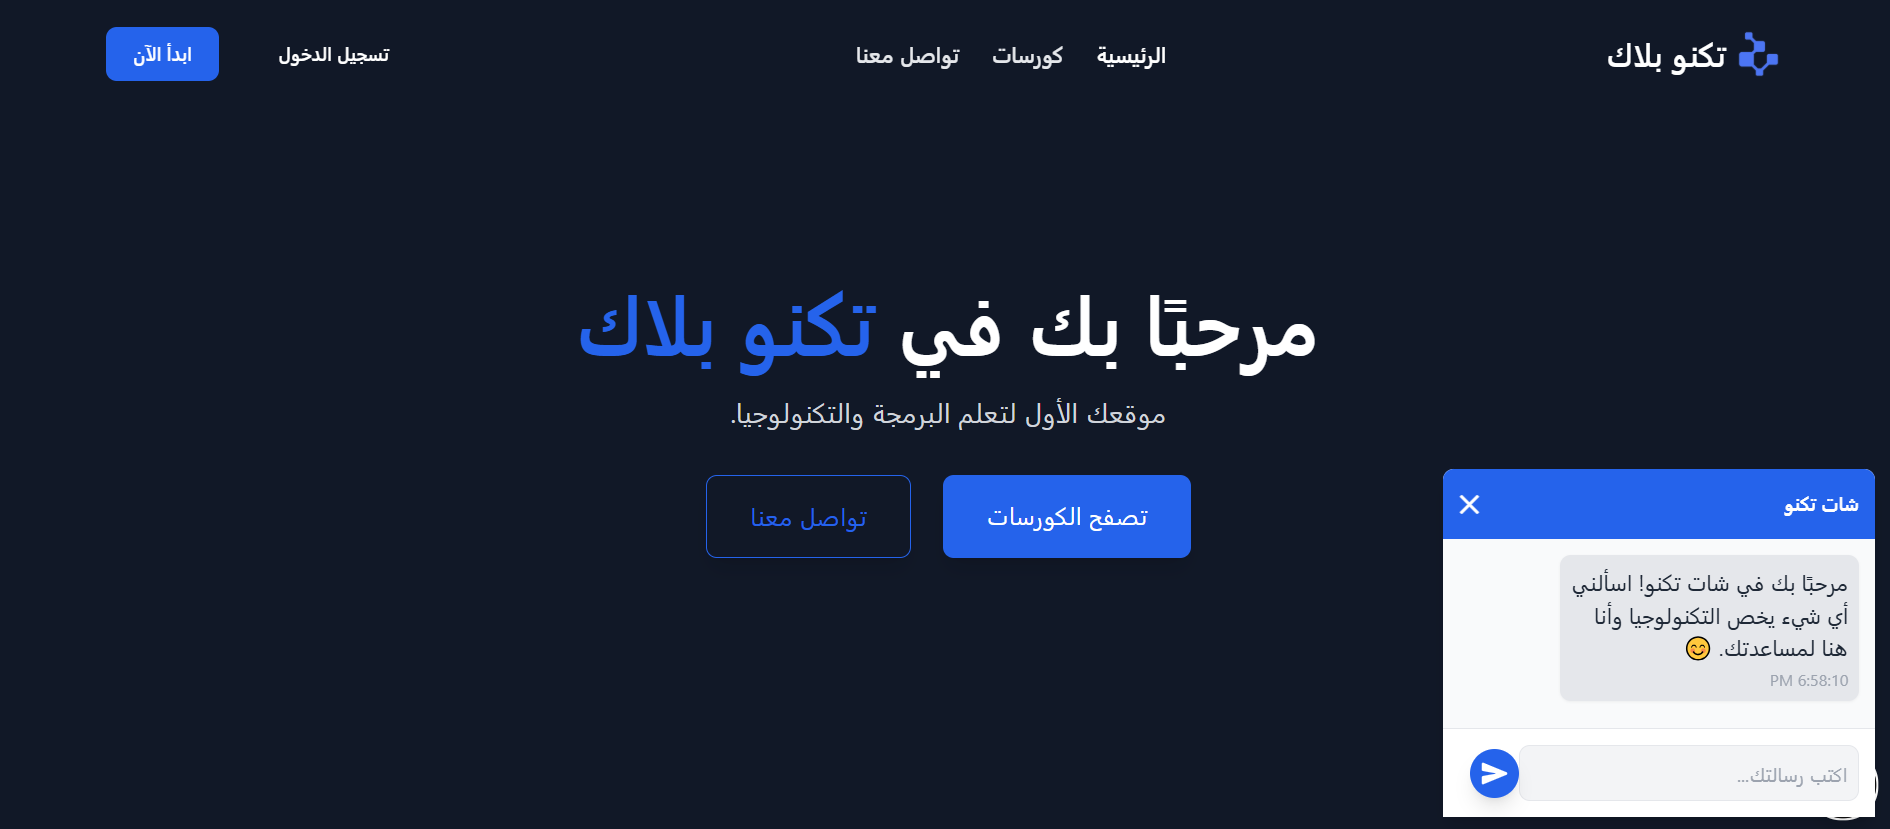 تكنو بلاك
الرئيسية
كورسات
تواصل معنا
تسجيل الدخول
ابدأ الآن
مرحبًا بك في تكنو بلاك
موقعك الأول لتعلم البرمجة والتكنولوجيا.
تصفح الكورسات
تواصل معنا
شات تكنو
مرحبًا بك في شات تكنو! اسألني
أي شيء يخص التكنولوجيا وأنا
هنا لمساعدتك. 😊
6:58:10 PM
اكتب رسالتك...